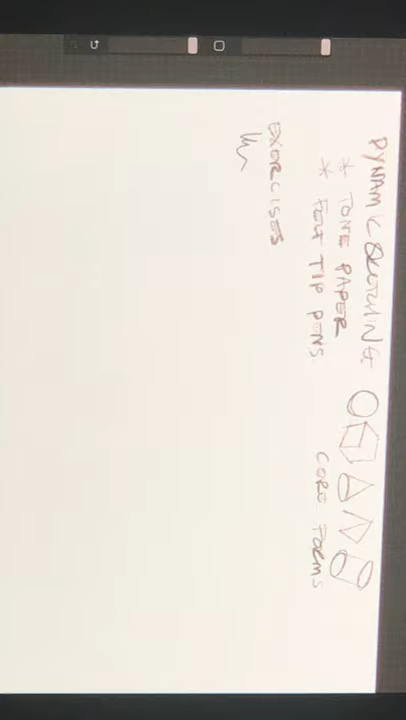 DYNAMIC SKETCHING
* TONE PAPER
* FELT TIP PENS.
CORE FORMS
EXERCISES